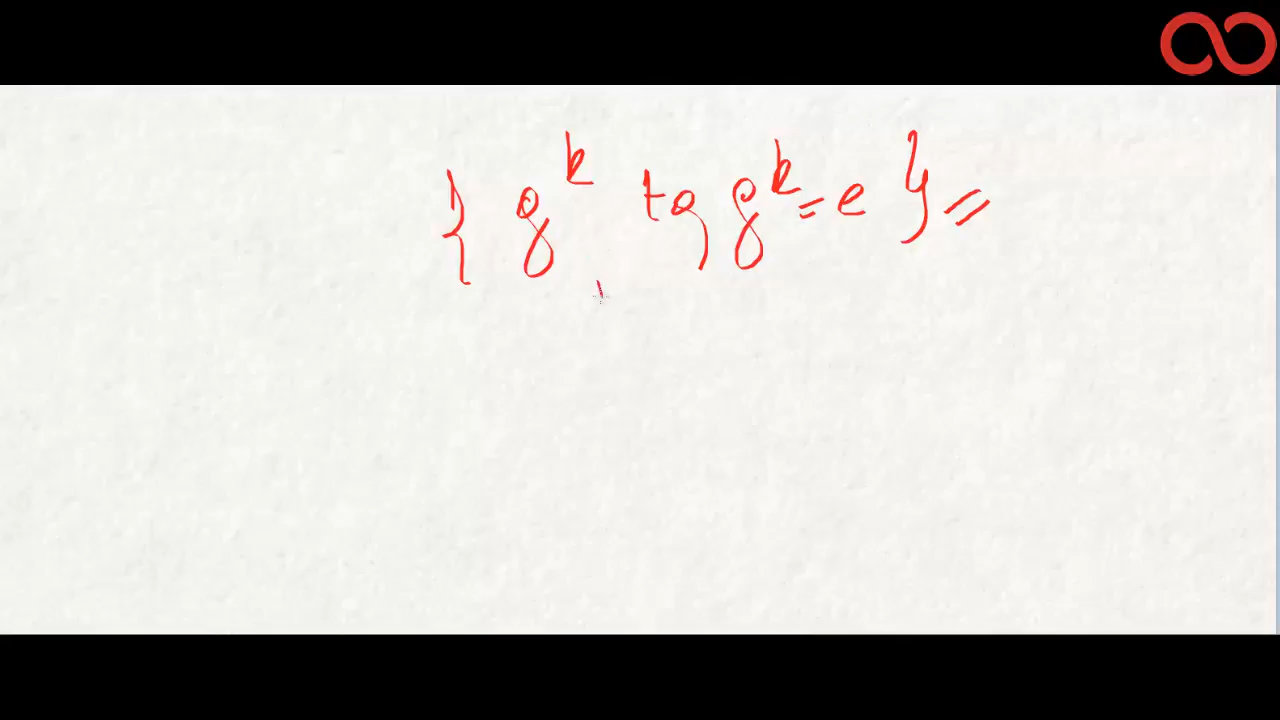 { g^k tq g^k = e } =